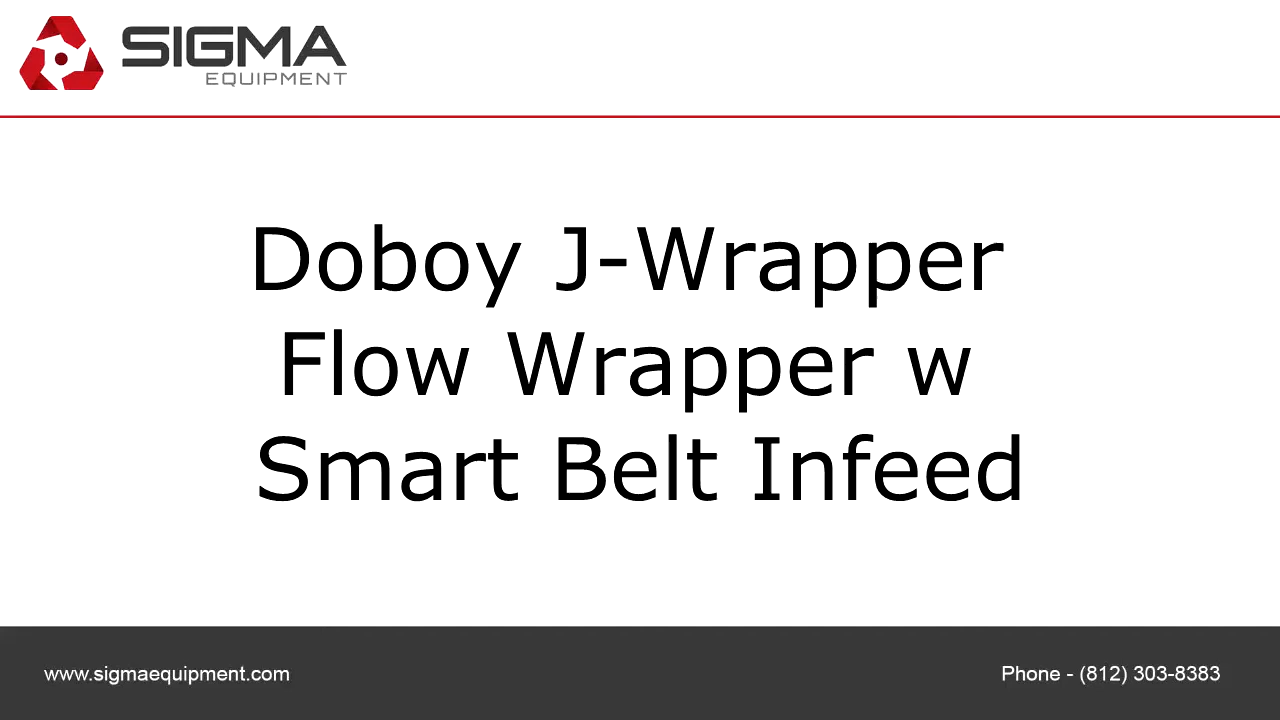 SIGMA
EQUIPMENT
Doboy J-Wrapper
Flow Wrapper w
Smart Belt Infeed
www.sigmaequipment.com
Phone - (812) 303-8383